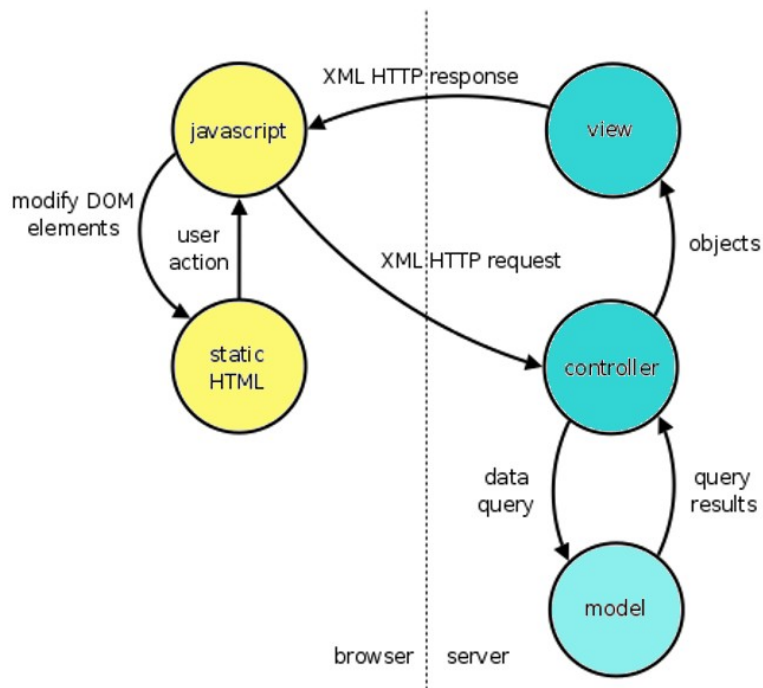 XML HTTP response
javascript
view
modify DOM
elements
user
action
objects
XML HTTP request
static
HTML
controller
data
query
query
results
model
browser
server